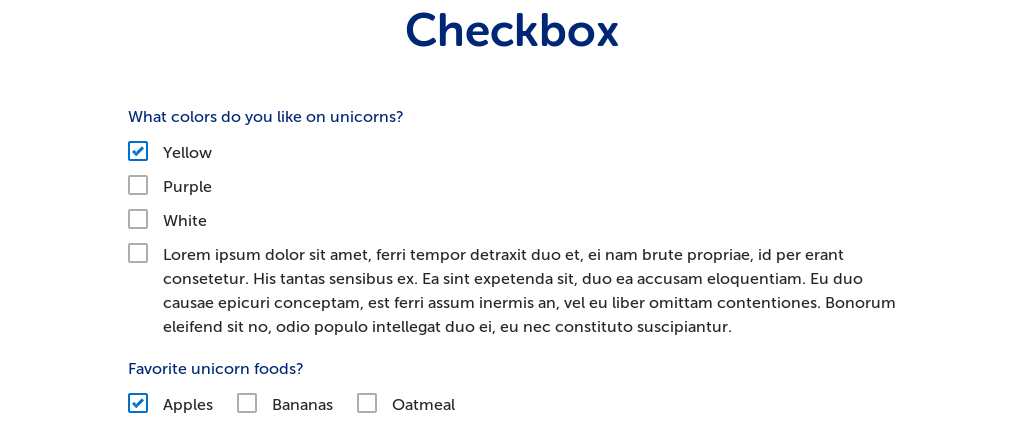 Checkbox
What colors do you like on unicorns?
Yellow
Purple
White
Lorem ipsum dolor sit amet, ferri tempor detraxit duo et, ei nam brute propriae, id per erant
consetetur. His tantas sensibus ex. Ea sint expetenda sit, duo ea accusam eloquentiam. Eu duo
causae epicuri conceptam, est ferri assum inermis an, vel eu liber omittam contentiones. Bonorum
eleifend sit no, odio populo intellegat duo ei, eu nec constituto suscipiantur.
Favorite unicorn foods?
Apples Bananas Oatmeal